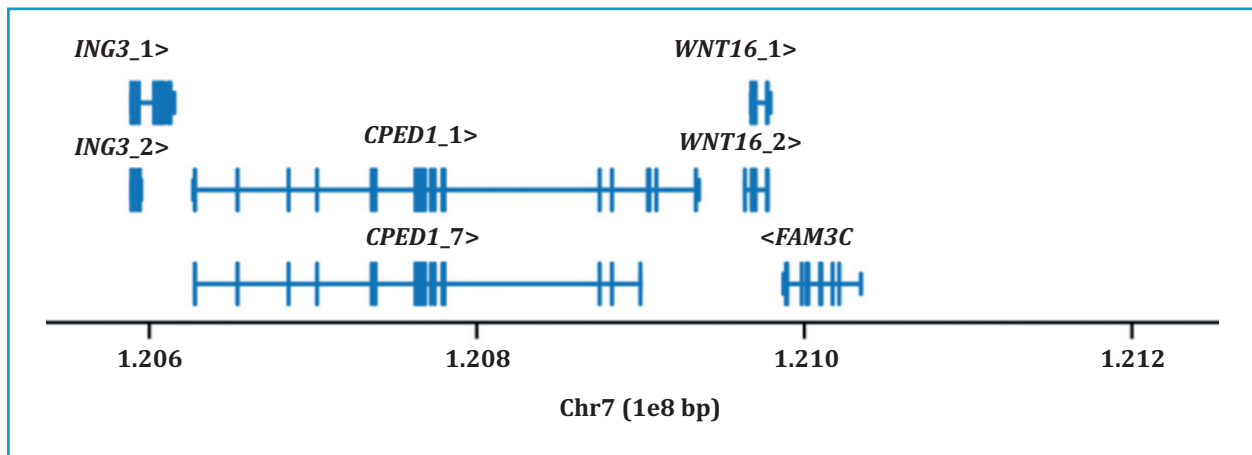 ING3_1>
WNT16_1>
ING3_2>
CPED1_1>
WNT16_2>
CPED1_7>
<FAM3C
1.206
1.208
1.210
1.212
Chr7 (1e8 bp)